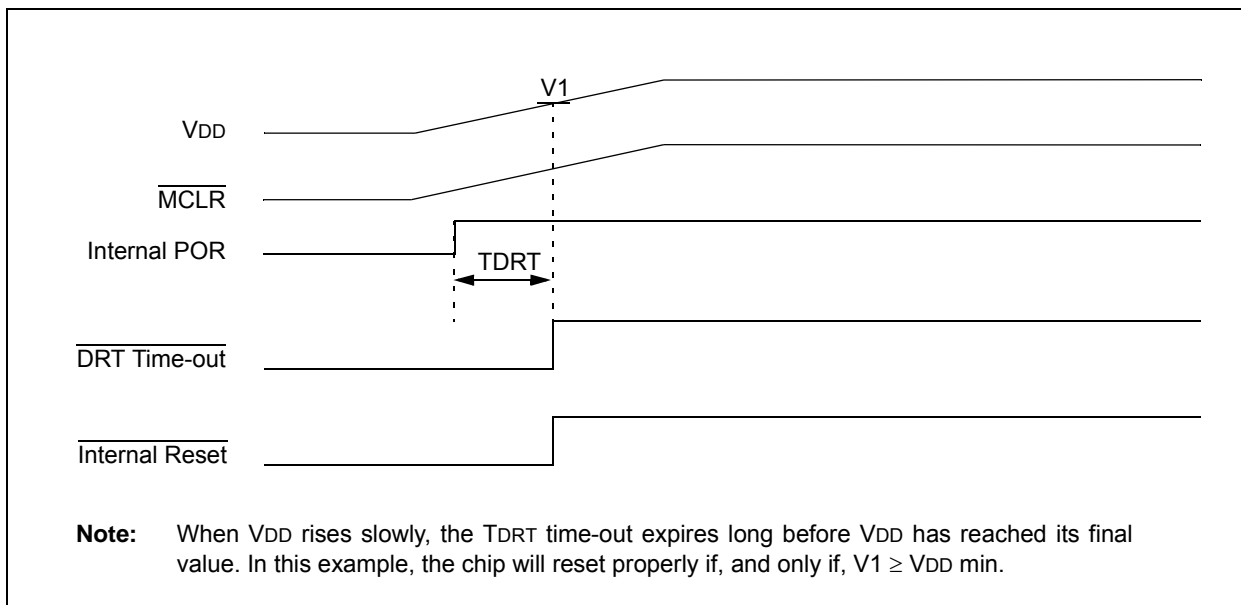 V1
VDD
MCLR
Internal POR
TDRT
DRT Time-out
Internal Reset
Note: When VDD rises slowly, the TDRT time-out expires long before VDD has reached its final
value. In this example, the chip will reset properly if, and only if, V1 ≥ VDD min.